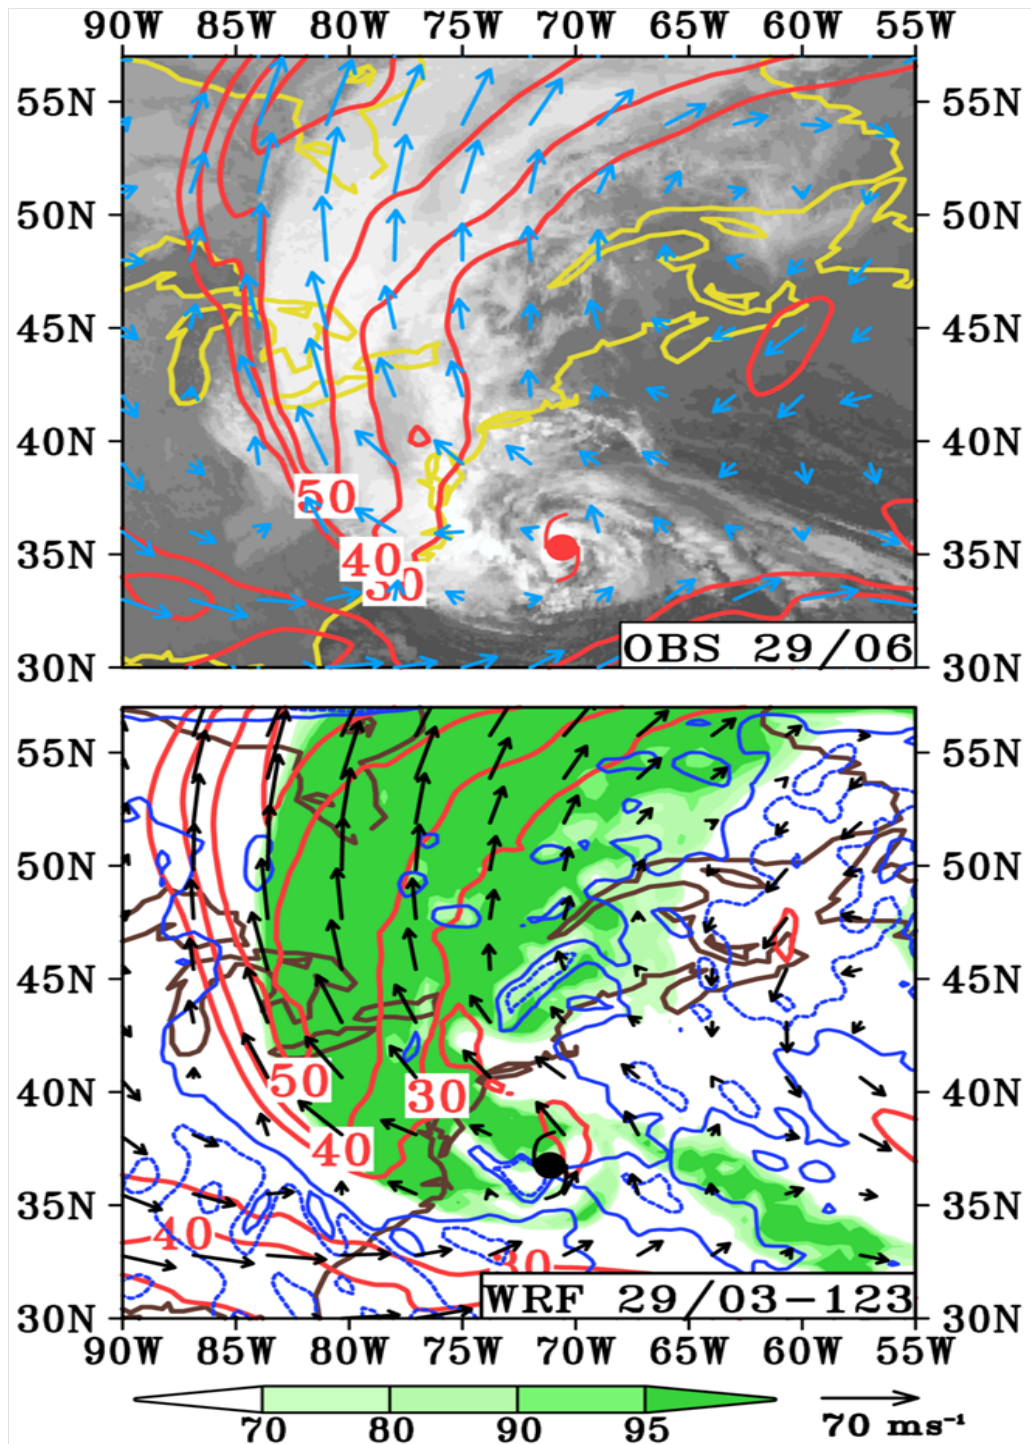 90W 85W 80W 75W 70W 65W 60W 55W
55N 55N
50N 50N
45N 45N
40N 40N
50
35N 40 35N
30
OBS 29/06
30N 30N
55N 55N
50N 50N
45N 45N
50 30
40N 40N
40
35N 35N
40 30
WRF 29/03-123
30N 30N
90W 85W 80W 75W 70W 65W 60W 55W
70 80 90 95 70 ms⁻¹